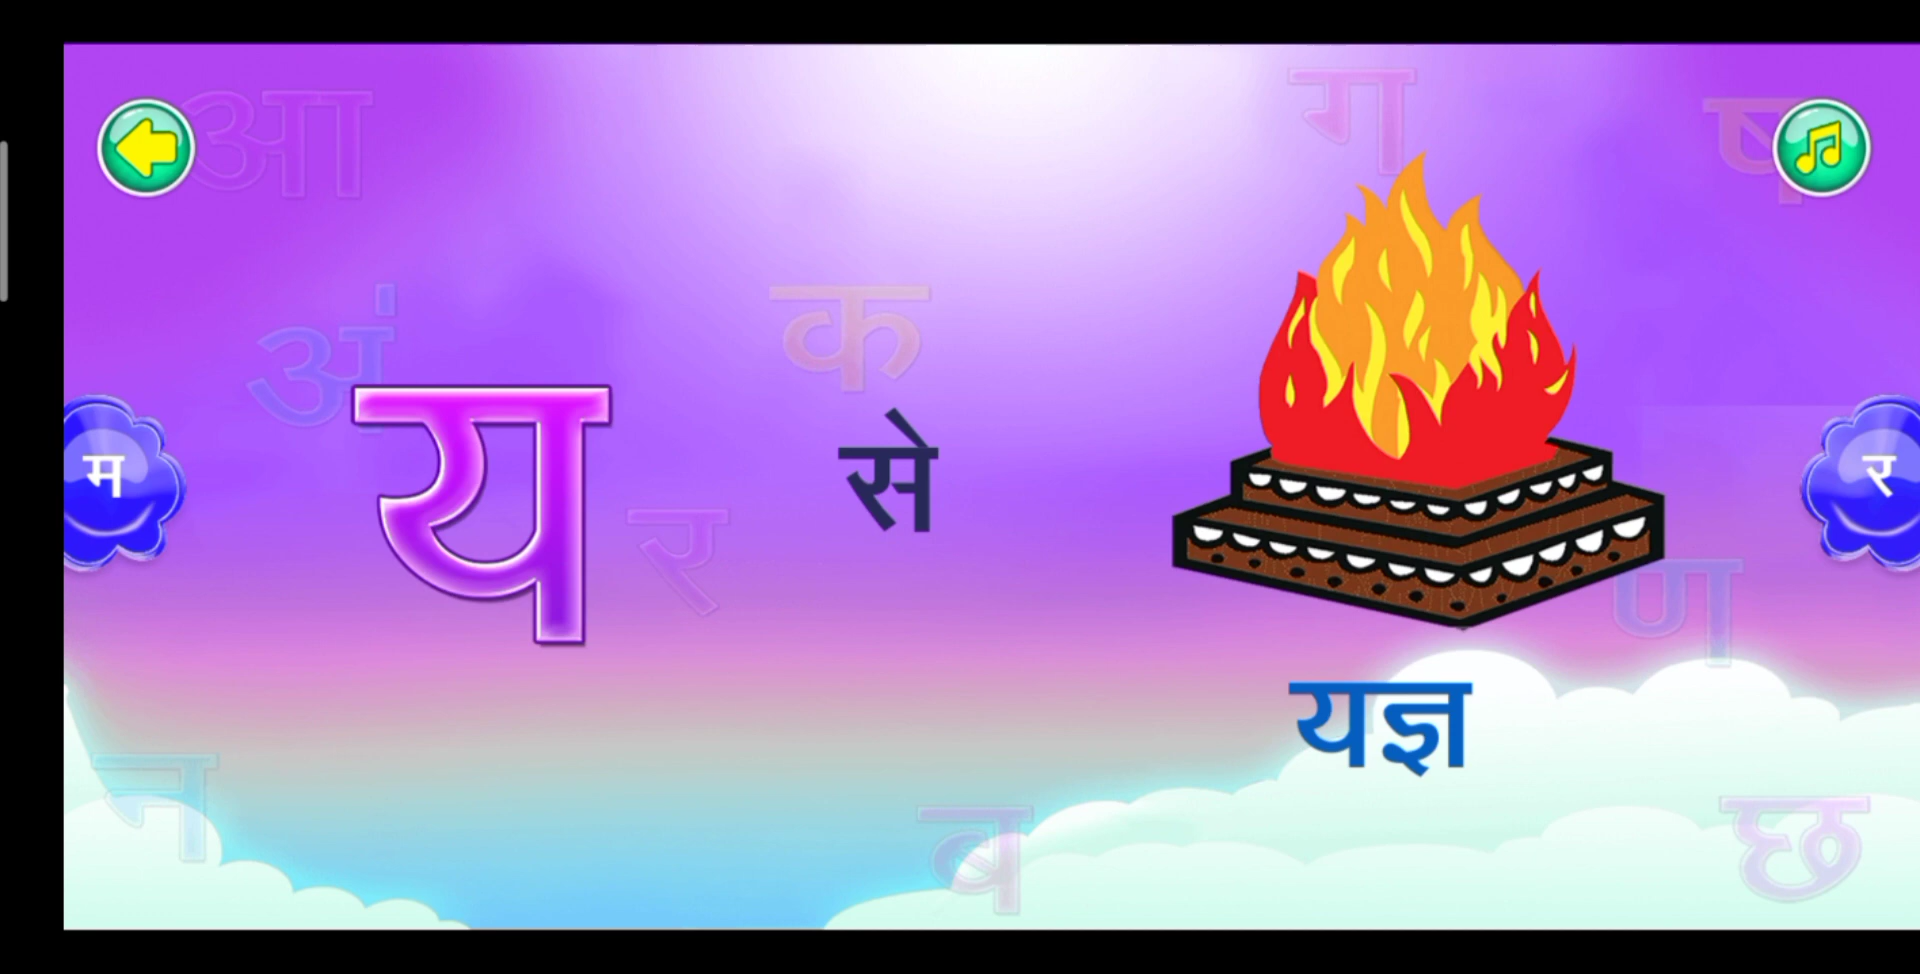 आ
ग
ष
अं
क
म
य
से
र
र
ण
यज्ञ
न
ब
छ